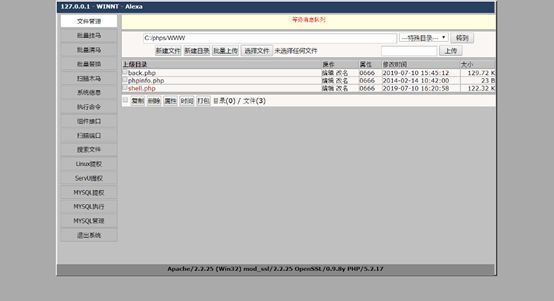 127.0.0.1 - WINNT - Alexa
文件管理
批量挂马
批量清马
批量替换
扫描木马
系统信息
执行命令
组件接口
扫描端口
搜索文件
Linux提权
ServU提权
MYSQL提权
MYSQL执行
MYSQL管理
退出系统
等待消息队列
C:/phps/WWW
---特殊目录---
转到
新建文件 新建目录 批量上传 选择文件 未选择任何文件 上传
上级目录 操作 属性 修改时间 大小
back.php 编辑 改名 0666 2019-07-10 15:45:12 129.72 K
phpinfo.php 编辑 改名 0666 2014-02-14 10:42:00 23 B
shell.php 编辑 改名 0666 2019-07-10 16:20:58 122.32 K
复制 删除 属性 时间 打包 目录(0) / 文件(3)
Apache/2.2.25 (Win32) mod_ssl/2.2.25 OpenSSL/0.9.8y PHP/5.2.17